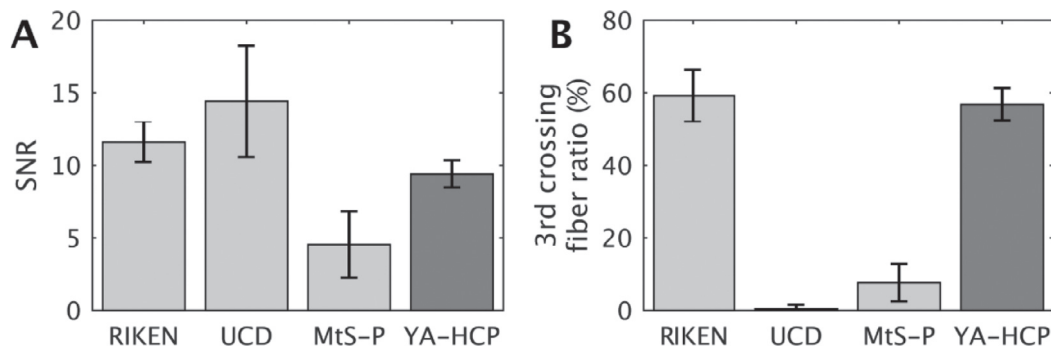 A
SNR
20
15
10
5
0
RIKEN UCD MtS-P YA-HCP
B
3rd crossing
fiber ratio (%)
80
60
40
20
0
RIKEN UCD MtS-P YA-HCP